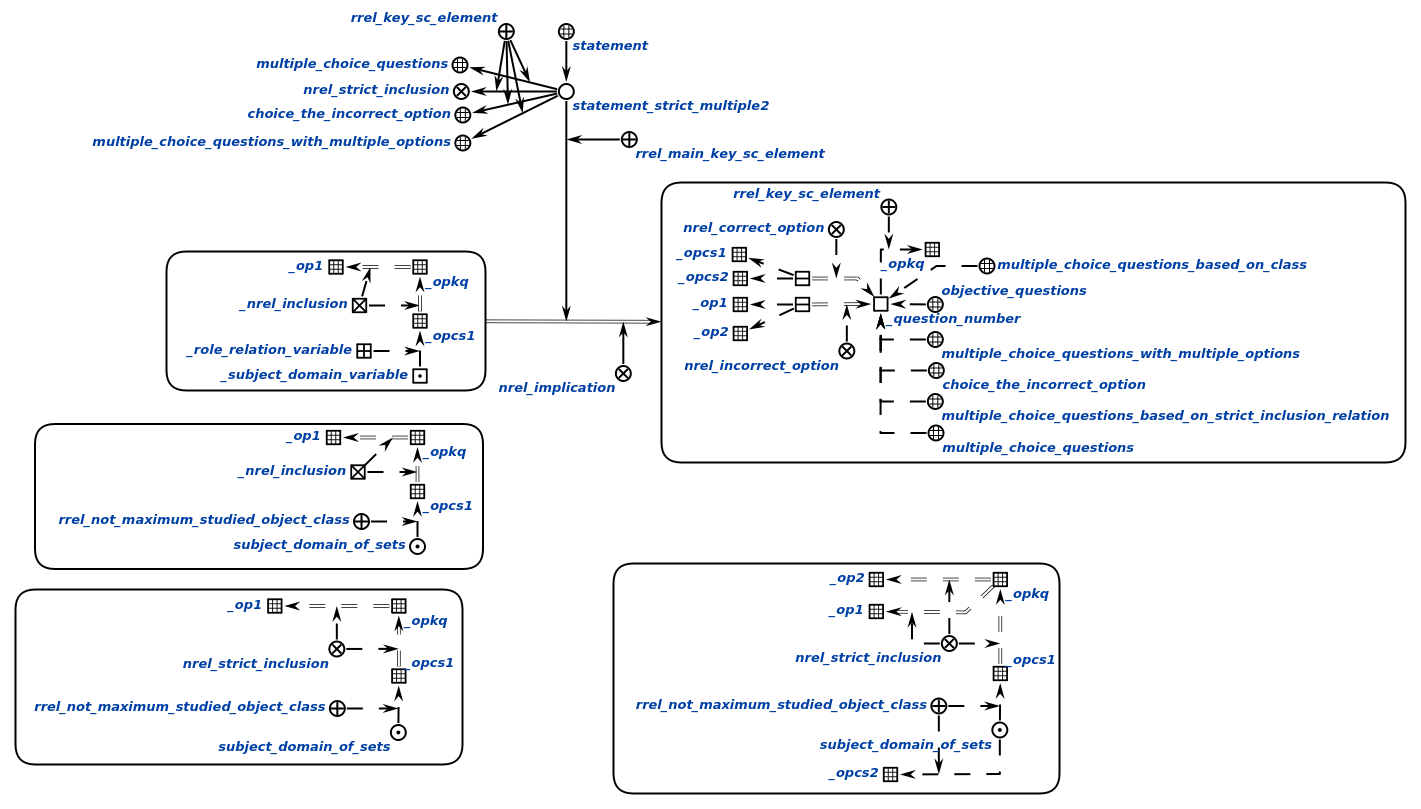 rrel_key_sc_element
statement
multiple_choice_questions
nrel_strict_inclusion
statement_strict_multiple2
choice_the_incorrect_option
multiple_choice_questions_with_multiple_options
rrel_main_key_sc_element
rrel_key_sc_element
nrel_correct_option
_opcs1
_opkq
multiple_choice_questions_based_on_class
_opcs2
objective_questions
_op1
_question_number
_op2
multiple_choice_questions_with_multiple_options
nrel_incorrect_option
choice_the_incorrect_option
multiple_choice_questions_based_on_strict_inclusion_relation
multiple_choice_questions
_op1
_opkq
_nrel_inclusion
_opcs1
_role_relation_variable
_subject_domain_variable
nrel_implication
_op1
_opkq
_nrel_inclusion
_opcs1
rrel_not_maximum_studied_object_class
subject_domain_of_sets
_op1
_opkq
nrel_strict_inclusion
_opcs1
rrel_not_maximum_studied_object_class
subject_domain_of_sets
_op2
_opkq
_op1
nrel_strict_inclusion
_opcs1
rrel_not_maximum_studied_object_class
subject_domain_of_sets
_opcs2